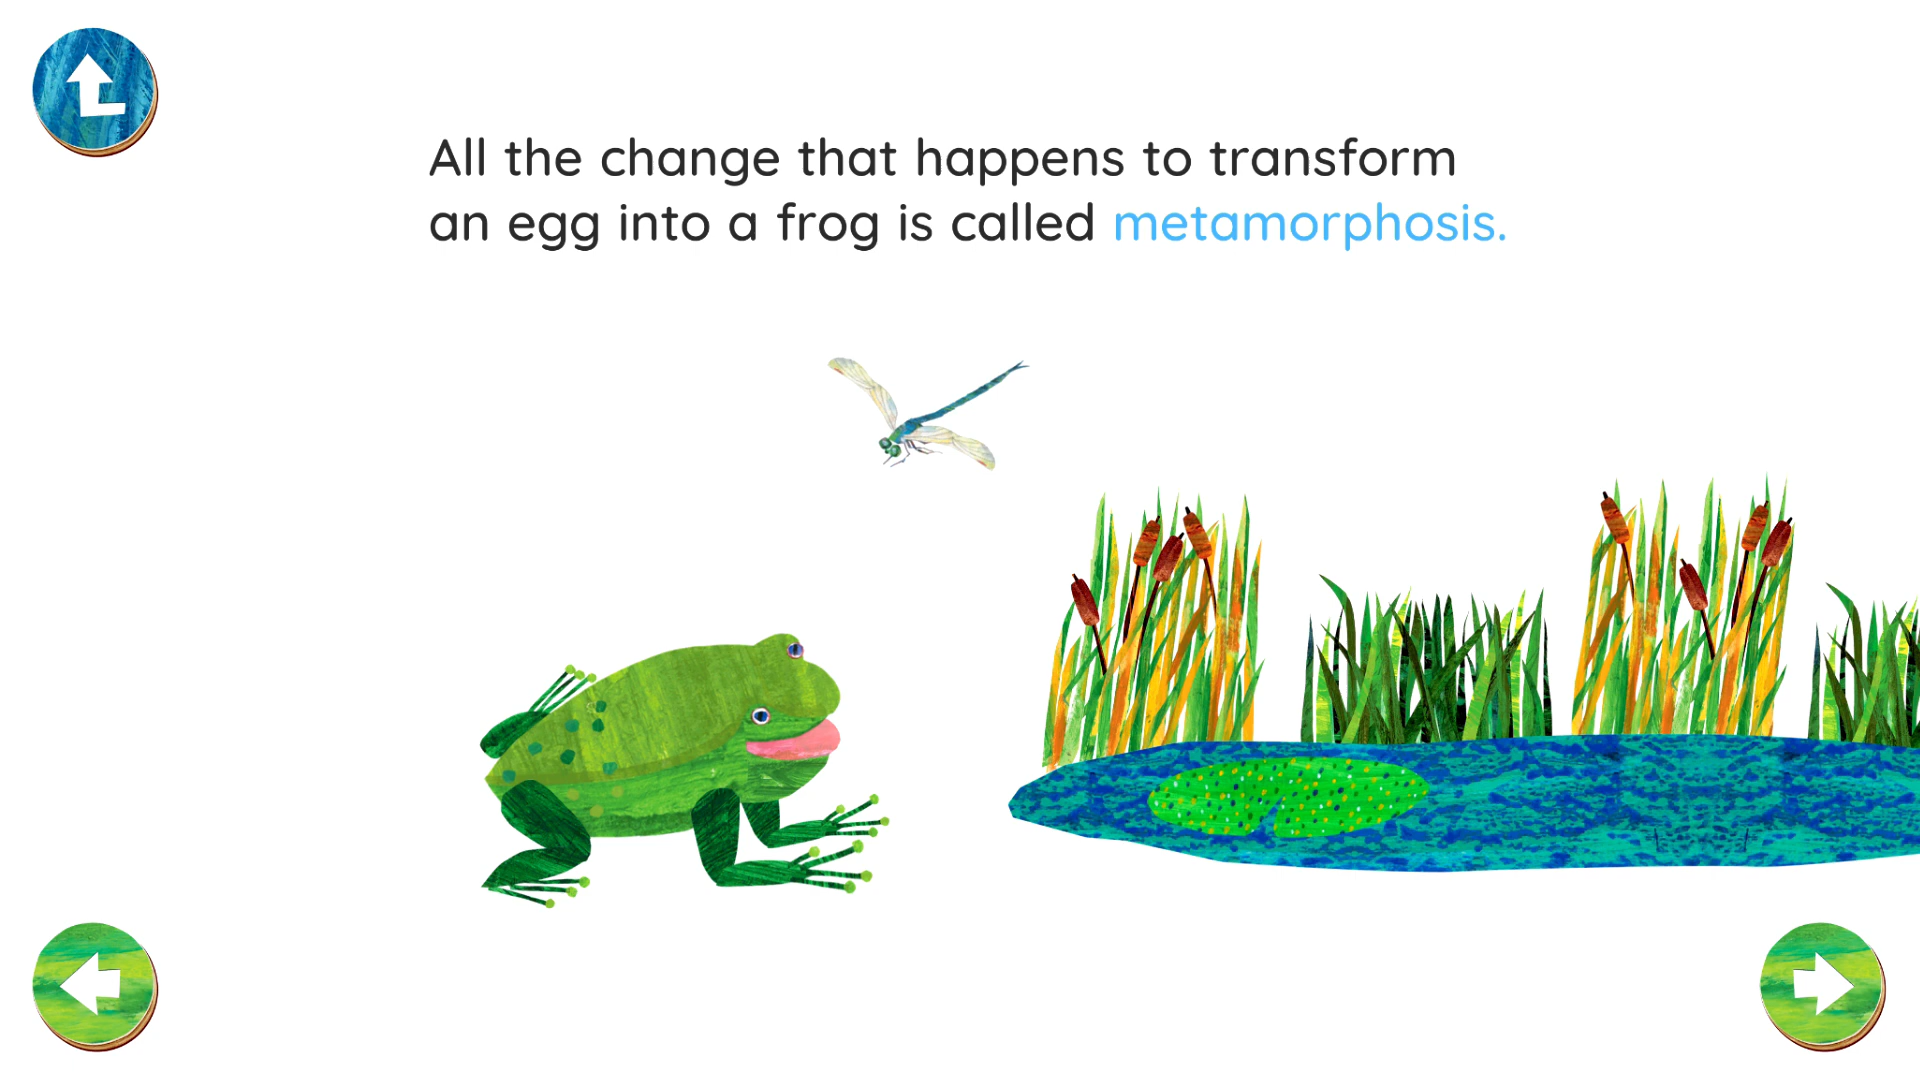 All the change that happens to transform
an egg into a frog is called metamorphosis.